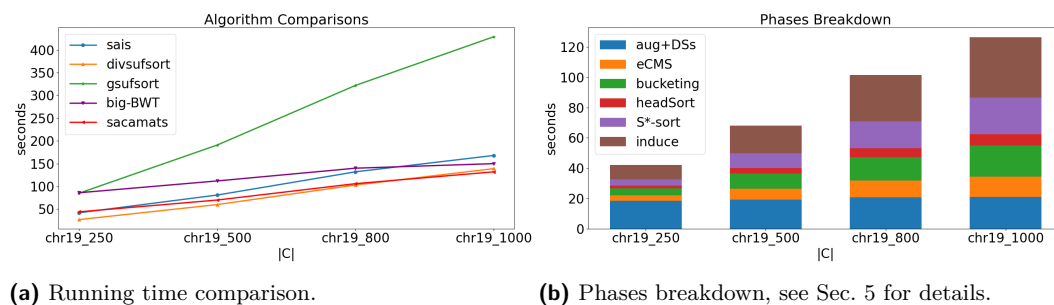 Algorithm Comparisons
sais
divsufsort
gsufsort
big-BWT
sacamats
400
350
300
250
200
150
100
50
seconds
chr19_250
chr19_500
chr19_800
chr19_1000
|C|
(a) Running time comparison.
Phases Breakdown
aug+DSs
eCMS
bucketing
headSort
S*-sort
induce
120
100
80
60
40
20
0
seconds
chr19_250
chr19_500
chr19_800
chr19_1000
|C|
(b) Phases breakdown, see Sec. 5 for details.